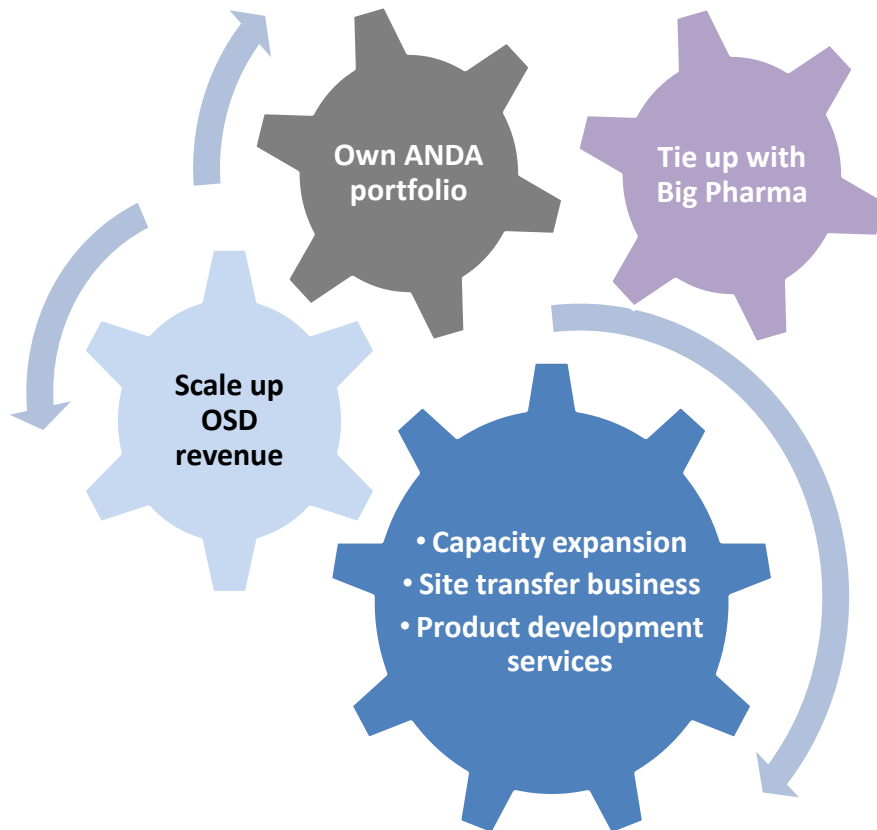 Own ANDA
portfolio
Tie up with
Big Pharma
Scale up
OSD
revenue
• Capacity expansion
• Site transfer business
• Product development
services